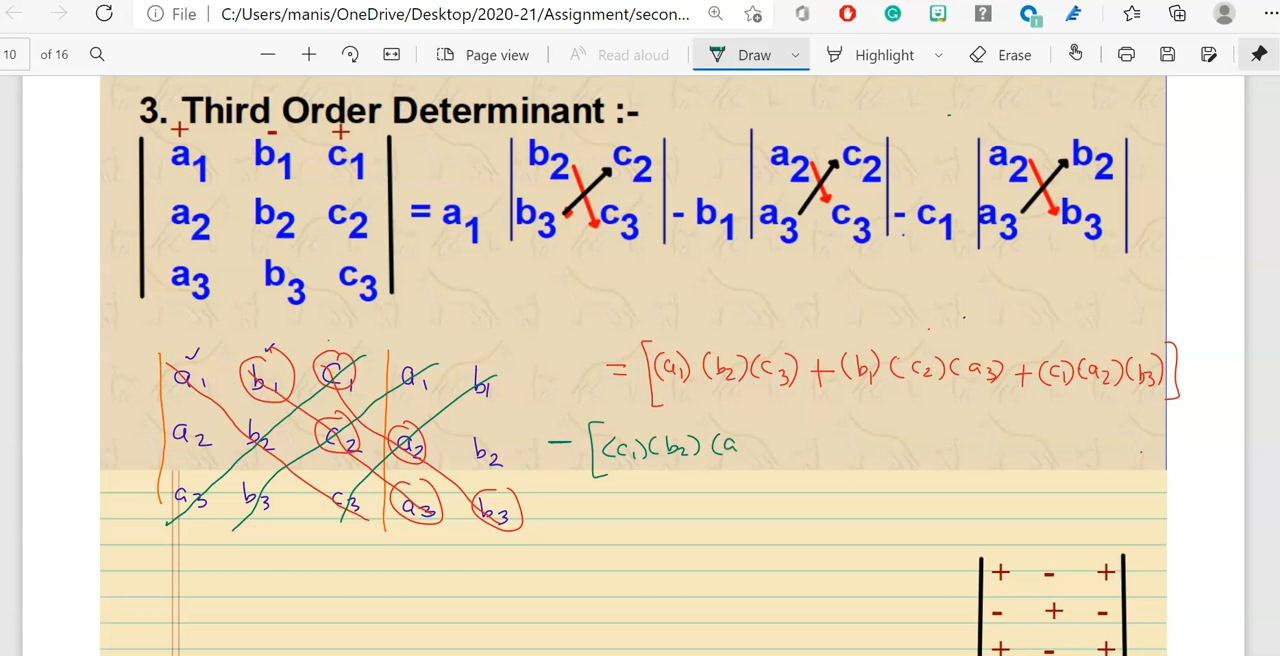 File C:/Users/manis/OneDrive/Desktop/2020-21/Assignment/secon...
10 of 16 Page view Read aloud Draw Highlight Erase
3. Third Order Determinant :-
+ - +
a1 b1 c1
a2 b2 c2
a3 b3 c3
= a1 |b2 c2| - b1 |a2 c2| - c1 |a2 b2|
|b3 c3| |a3 c3| |a3 b3|
a1 b1 c1 a1 b1
a2 b2 c2 a2 b2
a3 b3 c3 a3 b3
= [(a1)(b2)(c3) + (b1)(c2)(a3) + (c1)(a2)(b3)]
- [(c1)(b2)(a
+ - +
- + -
+ - +